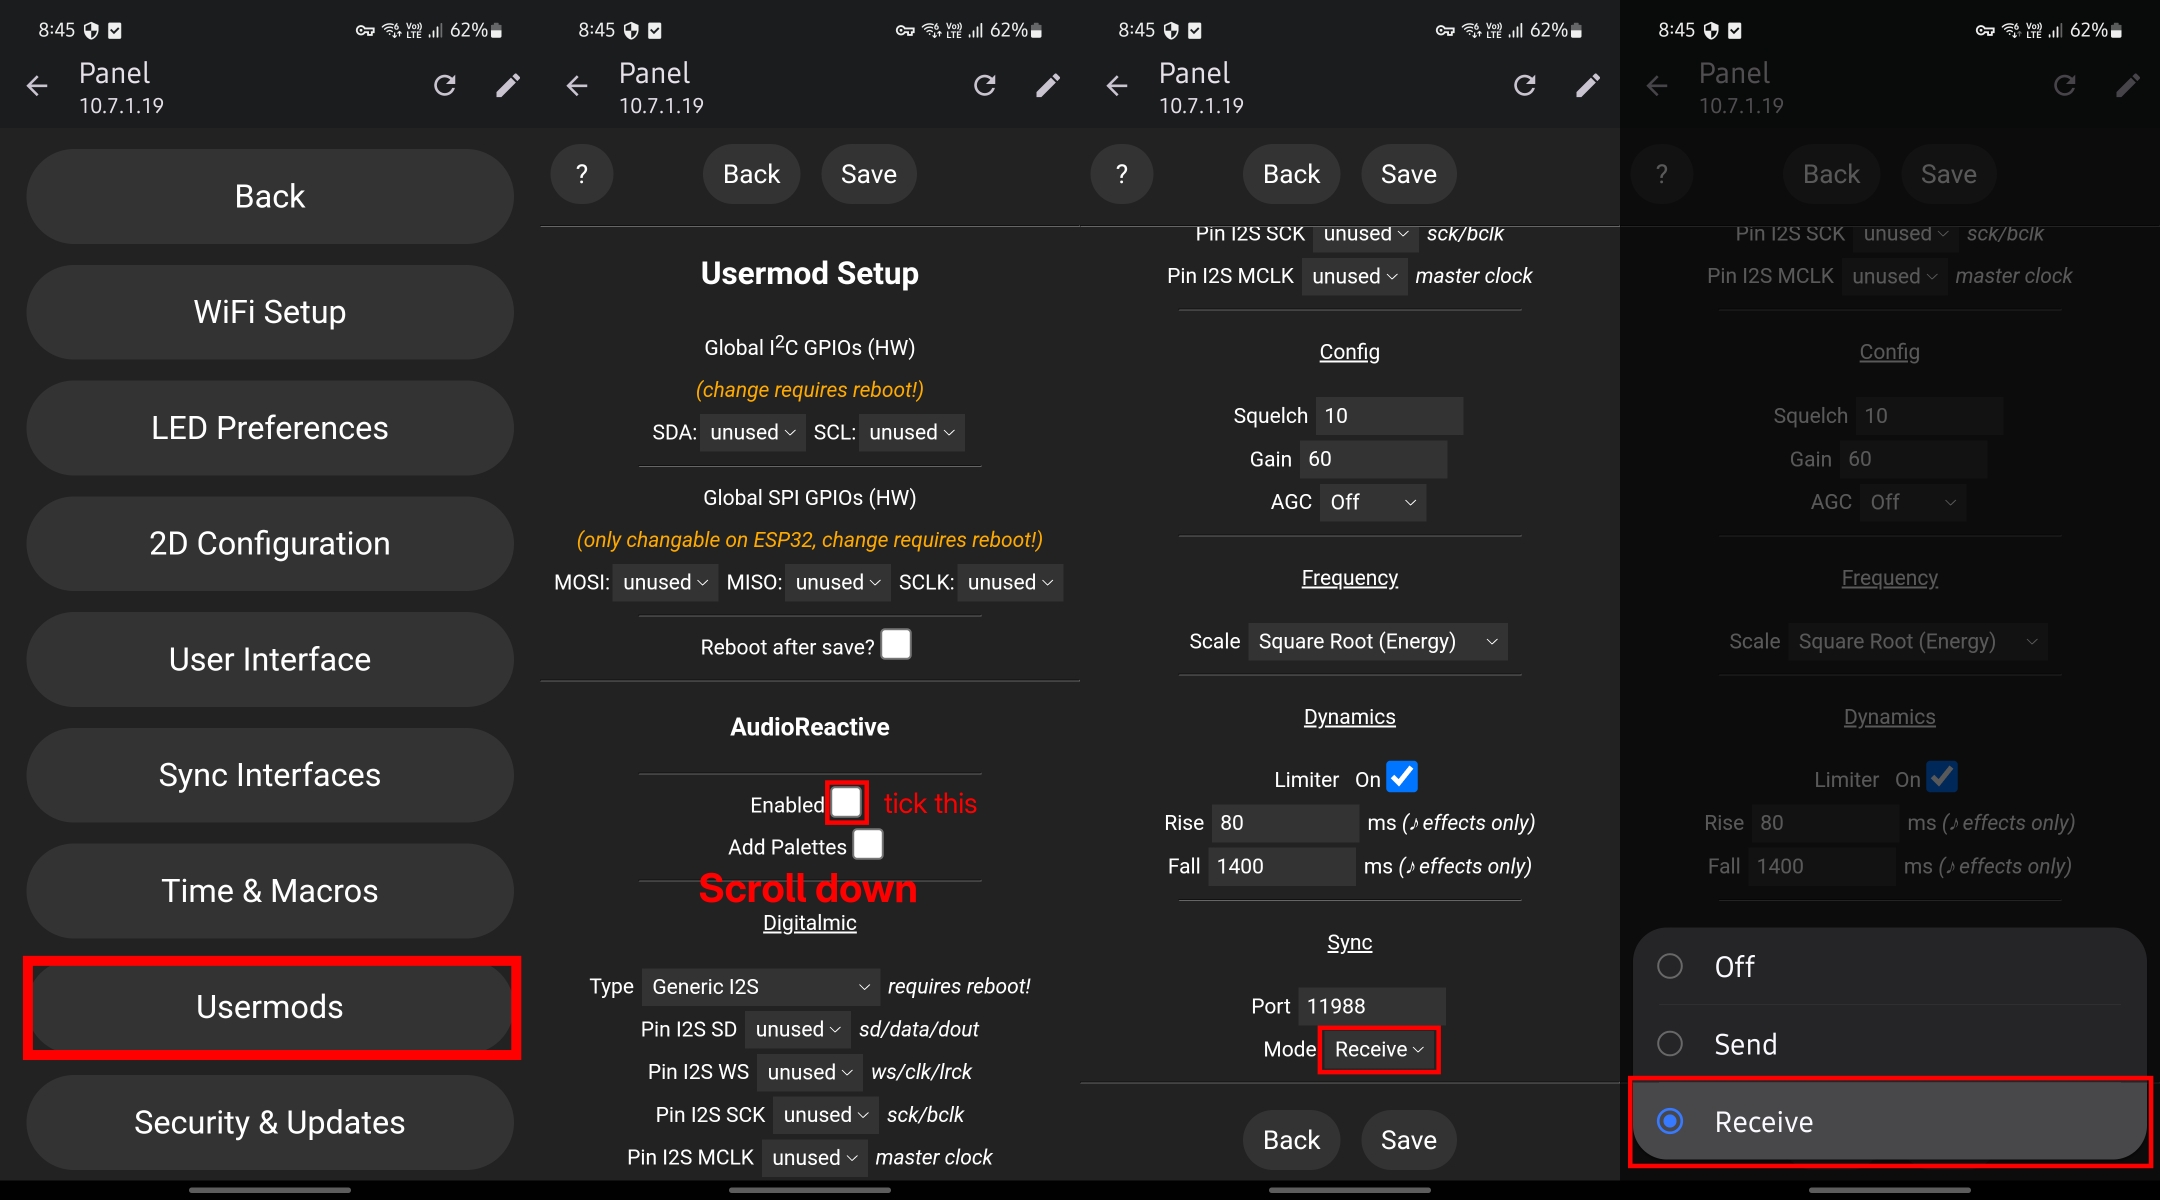 8:45 62%
Panel
10.7.1.19
Back
WiFi Setup
LED Preferences
2D Configuration
User Interface
Sync Interfaces
Time & Macros
Usermods
Security & Updates
8:45 62%
Panel
10.7.1.19
? Back Save
Usermod Setup
Global I²C GPIOs (HW)
(change requires reboot!)
SDA: unused SCL: unused
Global SPI GPIOs (HW)
(only changable on ESP32, change requires reboot!)
MOSI: unused MISO: unused SCLK: unused
Reboot after save?
AudioReactive
Enabled tick this
Add Palettes
Scroll down
Digitalmic
Type Generic I2S requires reboot!
Pin I2S SD unused sd/data/dout
Pin I2S WS unused ws/clk/lrck
Pin I2S SCK unused sck/bclk
Pin I2S MCLK unused master clock
8:45 62%
Panel
10.7.1.19
? Back Save
Pin I2S SCK unused sck/bclk
Pin I2S MCLK unused master clock
Config
Squelch 10
Gain 60
AGC Off
Frequency
Scale Square Root (Energy)
Dynamics
Limiter On
Rise 80 ms (♪ effects only)
Fall 1400 ms (♪ effects only)
Sync
Port 11988
Mode Receive
Back Save
8:45 62%
Panel
10.7.1.19
? Back Save
Pin I2S SCK unused sck/bclk
Pin I2S MCLK unused master clock
Config
Squelch 10
Gain 60
AGC Off
Frequency
Scale Square Root (Energy)
Dynamics
Limiter On
Rise 80 ms (♪ effects only)
Fall 1400 ms (♪ effects only)
Off
Send
Receive